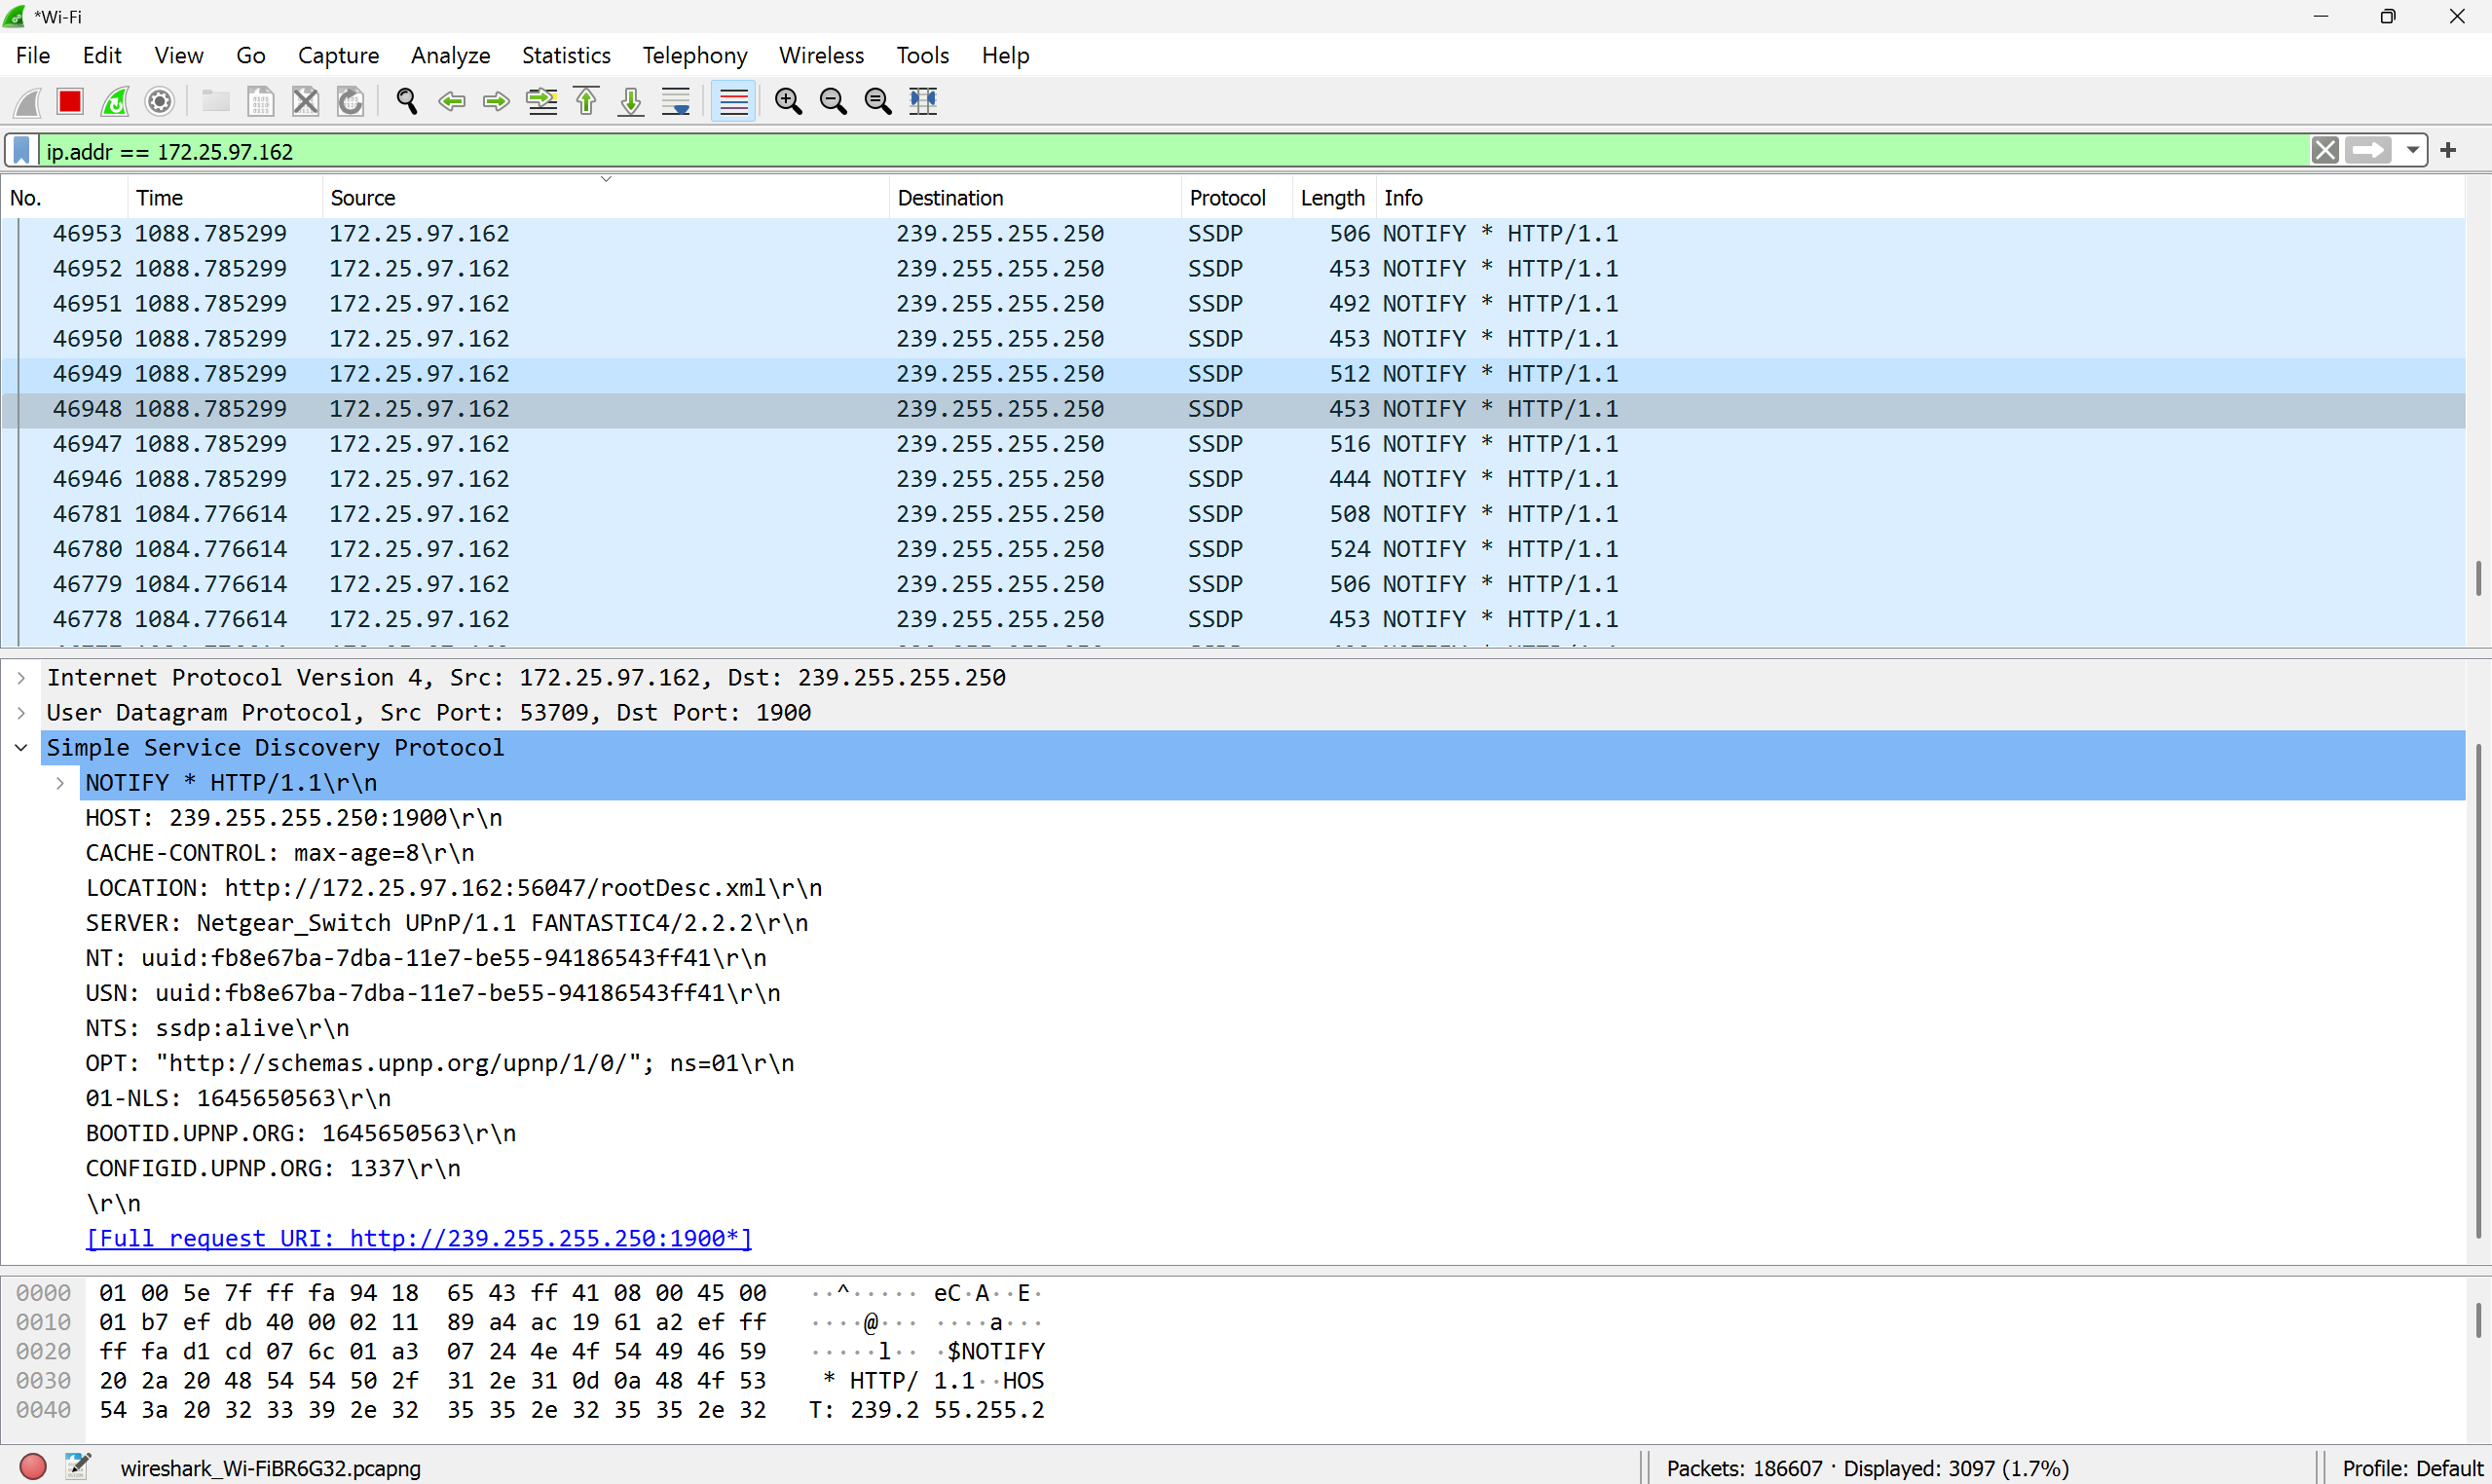 *Wi-Fi
File Edit View Go Capture Analyze Statistics Telephony Wireless Tools Help
ip.addr == 172.25.97.162
No. Time Source Destination Protocol Length Info
46953 1088.785299 172.25.97.162 239.255.255.250 SSDP 506 NOTIFY * HTTP/1.1
46952 1088.785299 172.25.97.162 239.255.255.250 SSDP 453 NOTIFY * HTTP/1.1
46951 1088.785299 172.25.97.162 239.255.255.250 SSDP 492 NOTIFY * HTTP/1.1
46950 1088.785299 172.25.97.162 239.255.255.250 SSDP 453 NOTIFY * HTTP/1.1
46949 1088.785299 172.25.97.162 239.255.255.250 SSDP 512 NOTIFY * HTTP/1.1
46948 1088.785299 172.25.97.162 239.255.255.250 SSDP 453 NOTIFY * HTTP/1.1
46947 1088.785299 172.25.97.162 239.255.255.250 SSDP 516 NOTIFY * HTTP/1.1
46946 1088.785299 172.25.97.162 239.255.255.250 SSDP 444 NOTIFY * HTTP/1.1
46781 1084.776614 172.25.97.162 239.255.255.250 SSDP 508 NOTIFY * HTTP/1.1
46780 1084.776614 172.25.97.162 239.255.255.250 SSDP 524 NOTIFY * HTTP/1.1
46779 1084.776614 172.25.97.162 239.255.255.250 SSDP 506 NOTIFY * HTTP/1.1
46778 1084.776614 172.25.97.162 239.255.255.250 SSDP 453 NOTIFY * HTTP/1.1
Internet Protocol Version 4, Src: 172.25.97.162, Dst: 239.255.255.250
User Datagram Protocol, Src Port: 53709, Dst Port: 1900
Simple Service Discovery Protocol
NOTIFY * HTTP/1.1\r\n
HOST: 239.255.255.250:1900\r\n
CACHE-CONTROL: max-age=8\r\n
LOCATION: http://172.25.97.162:56047/rootDesc.xml\r\n
SERVER: Netgear_Switch UPnP/1.1 FANTASTIC4/2.2.2\r\n
NT: uuid:fb8e67ba-7dba-11e7-be55-94186543ff41\r\n
USN: uuid:fb8e67ba-7dba-11e7-be55-94186543ff41\r\n
NTS: ssdp:alive\r\n
OPT: "http://schemas.upnp.org/upnp/1/0/"; ns=01\r\n
01-NLS: 1645650563\r\n
BOOTID.UPNP.ORG: 1645650563\r\n
CONFIGID.UPNP.ORG: 1337\r\n
\r\n
[Full request URI: http://239.255.255.250:1900*]
0000 01 00 5e 7f ff fa 94 18 65 43 ff 41 08 00 45 00 ··^····· eC·A··E·
0010 01 b7 ef db 40 00 02 11 89 a4 ac 19 61 a2 ef ff ····@··· ····a···
0020 ff fa d1 cd 07 6c 01 a3 07 24 4e 4f 54 49 46 59 ·····l·· ·$NOTIFY
0030 20 2a 20 48 54 54 50 2f 31 2e 31 0d 0a 48 4f 53 * HTTP/ 1.1··HOS
0040 54 3a 20 32 33 39 2e 32 35 35 2e 32 35 35 2e 32 T: 239.2 55.255.2
wireshark_Wi-FiBR6G32.pcapng Packets: 186607 · Displayed: 3097 (1.7%) Profile: Default